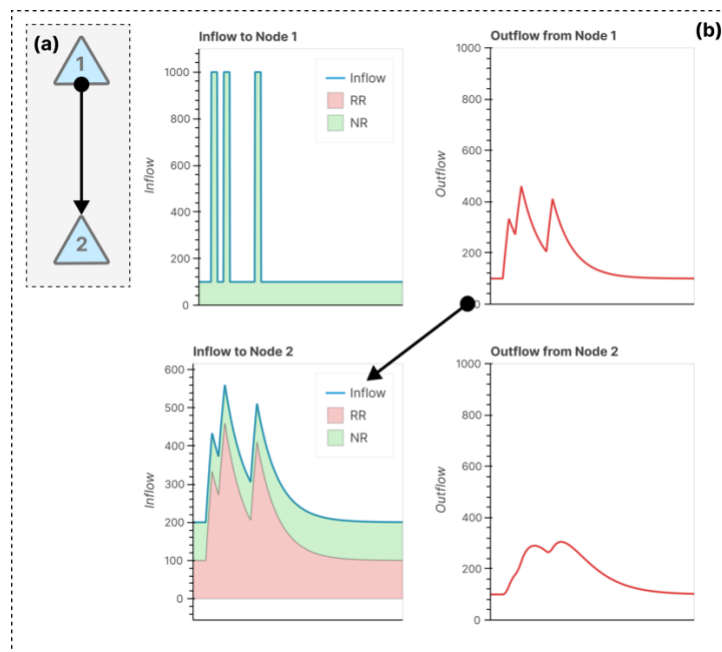 (a)
1
2
(b)
Inflow to Node 1
Inflow
1000
800
600
400
200
0
Inflow
RR
NR
Outflow from Node 1
Outflow
1000
800
600
400
200
0
Inflow to Node 2
Inflow
600
500
400
300
200
100
0
Inflow
RR
NR
Outflow from Node 2
Outflow
1000
800
600
400
200
0